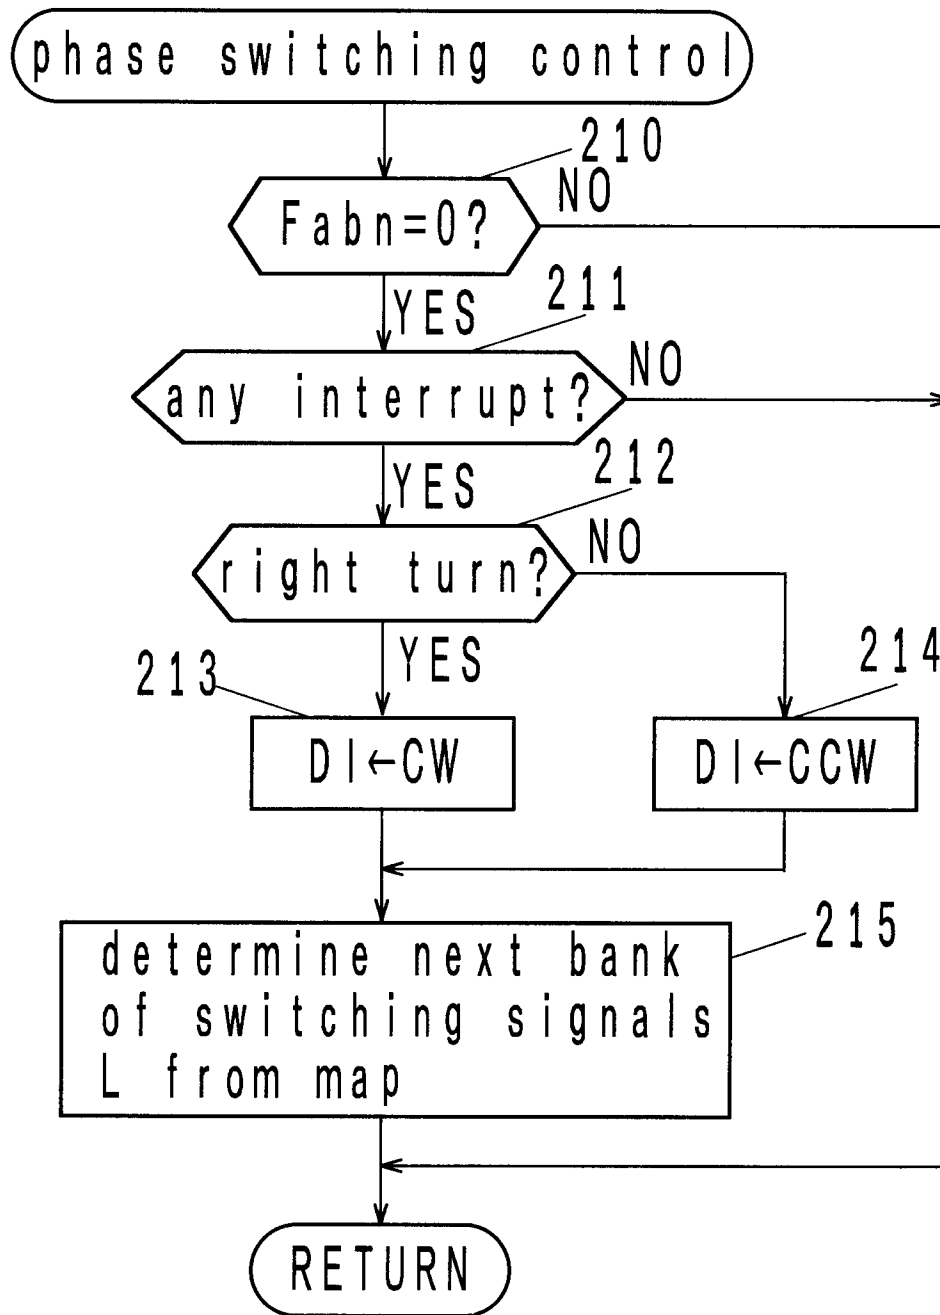 phase switching control
210
Fabn=0?
NO
YES
211
any interrupt?
NO
YES
212
right turn?
NO
YES
213
214
DI←CW
DI←CCW
215
determine next bank
of switching signals
L from map
RETURN